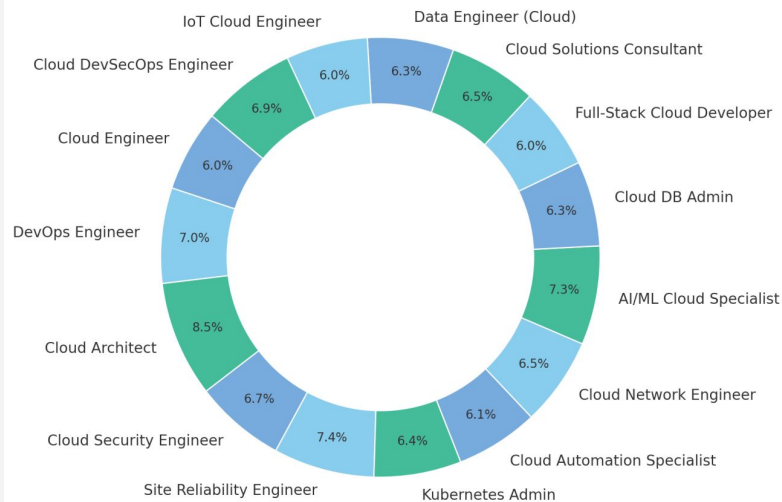 IoT Cloud Engineer
6.0%
Data Engineer (Cloud)
6.3%
Cloud Solutions Consultant
6.5%
Full-Stack Cloud Developer
6.0%
Cloud DB Admin
6.3%
AI/ML Cloud Specialist
7.3%
Cloud Network Engineer
6.5%
Cloud Automation Specialist
6.1%
Kubernetes Admin
6.4%
Site Reliability Engineer
7.4%
Cloud Security Engineer
6.7%
Cloud Architect
8.5%
DevOps Engineer
7.0%
Cloud Engineer
6.0%
Cloud DevSecOps Engineer
6.9%